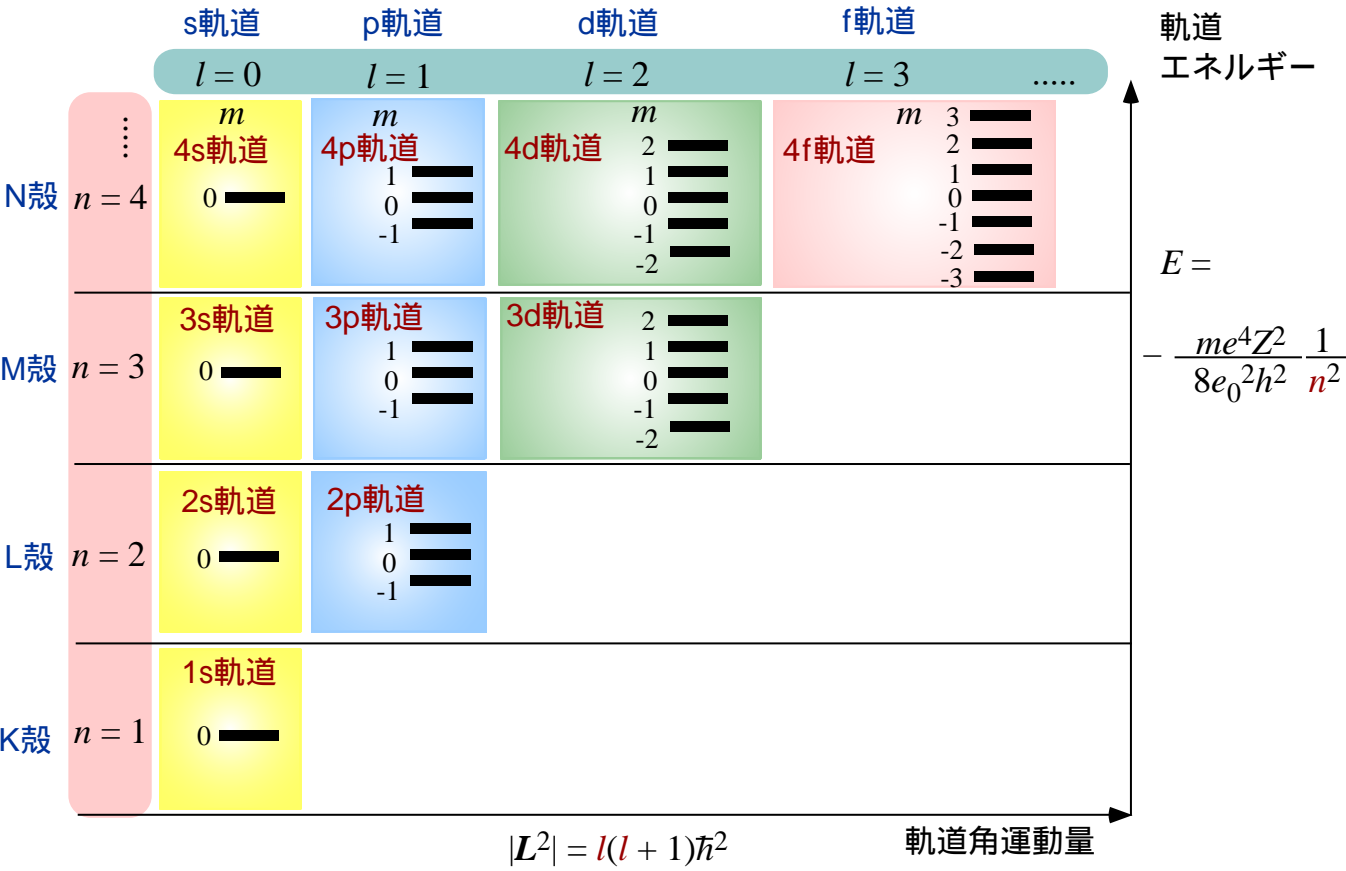 s軌道 p軌道 d軌道 f軌道
l = 0 l = 1 l = 2 l = 3 .....
軌道
エネルギー
.....
N殻 n = 4
m
4s軌道
0
m
4p軌道
1
0
-1
m
4d軌道
2
1
0
-1
-2
m
4f軌道
3
2
1
0
-1
-2
-3
M殻 n = 3
3s軌道
0
3p軌道
1
0
-1
3d軌道
2
1
0
-1
-2
L殻 n = 2
2s軌道
0
2p軌道
1
0
-1
K殻 n = 1
1s軌道
0
E =
− me⁴Z² 1
8e₀²h² n²
|L²| = l(l + 1)ħ²
軌道角運動量